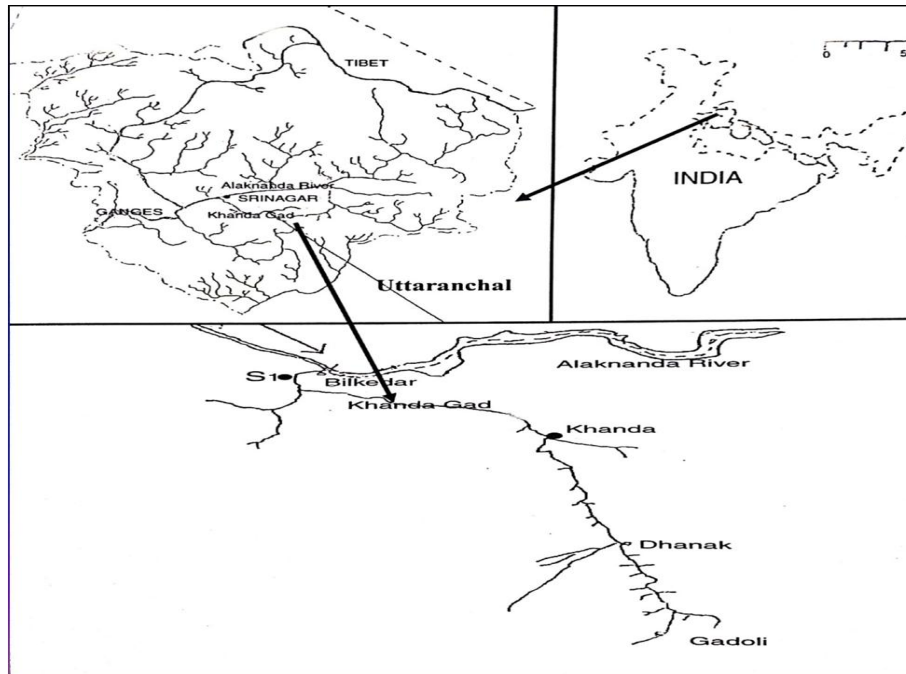 TIBET
Alaknanda River
SRINAGAR
GANGES
Khanda Gad
Uttaranchal
0 5
INDIA
Alaknanda River
S1
Bilkedar
Khanda Gad
Khanda
Dhanak
Gadoli